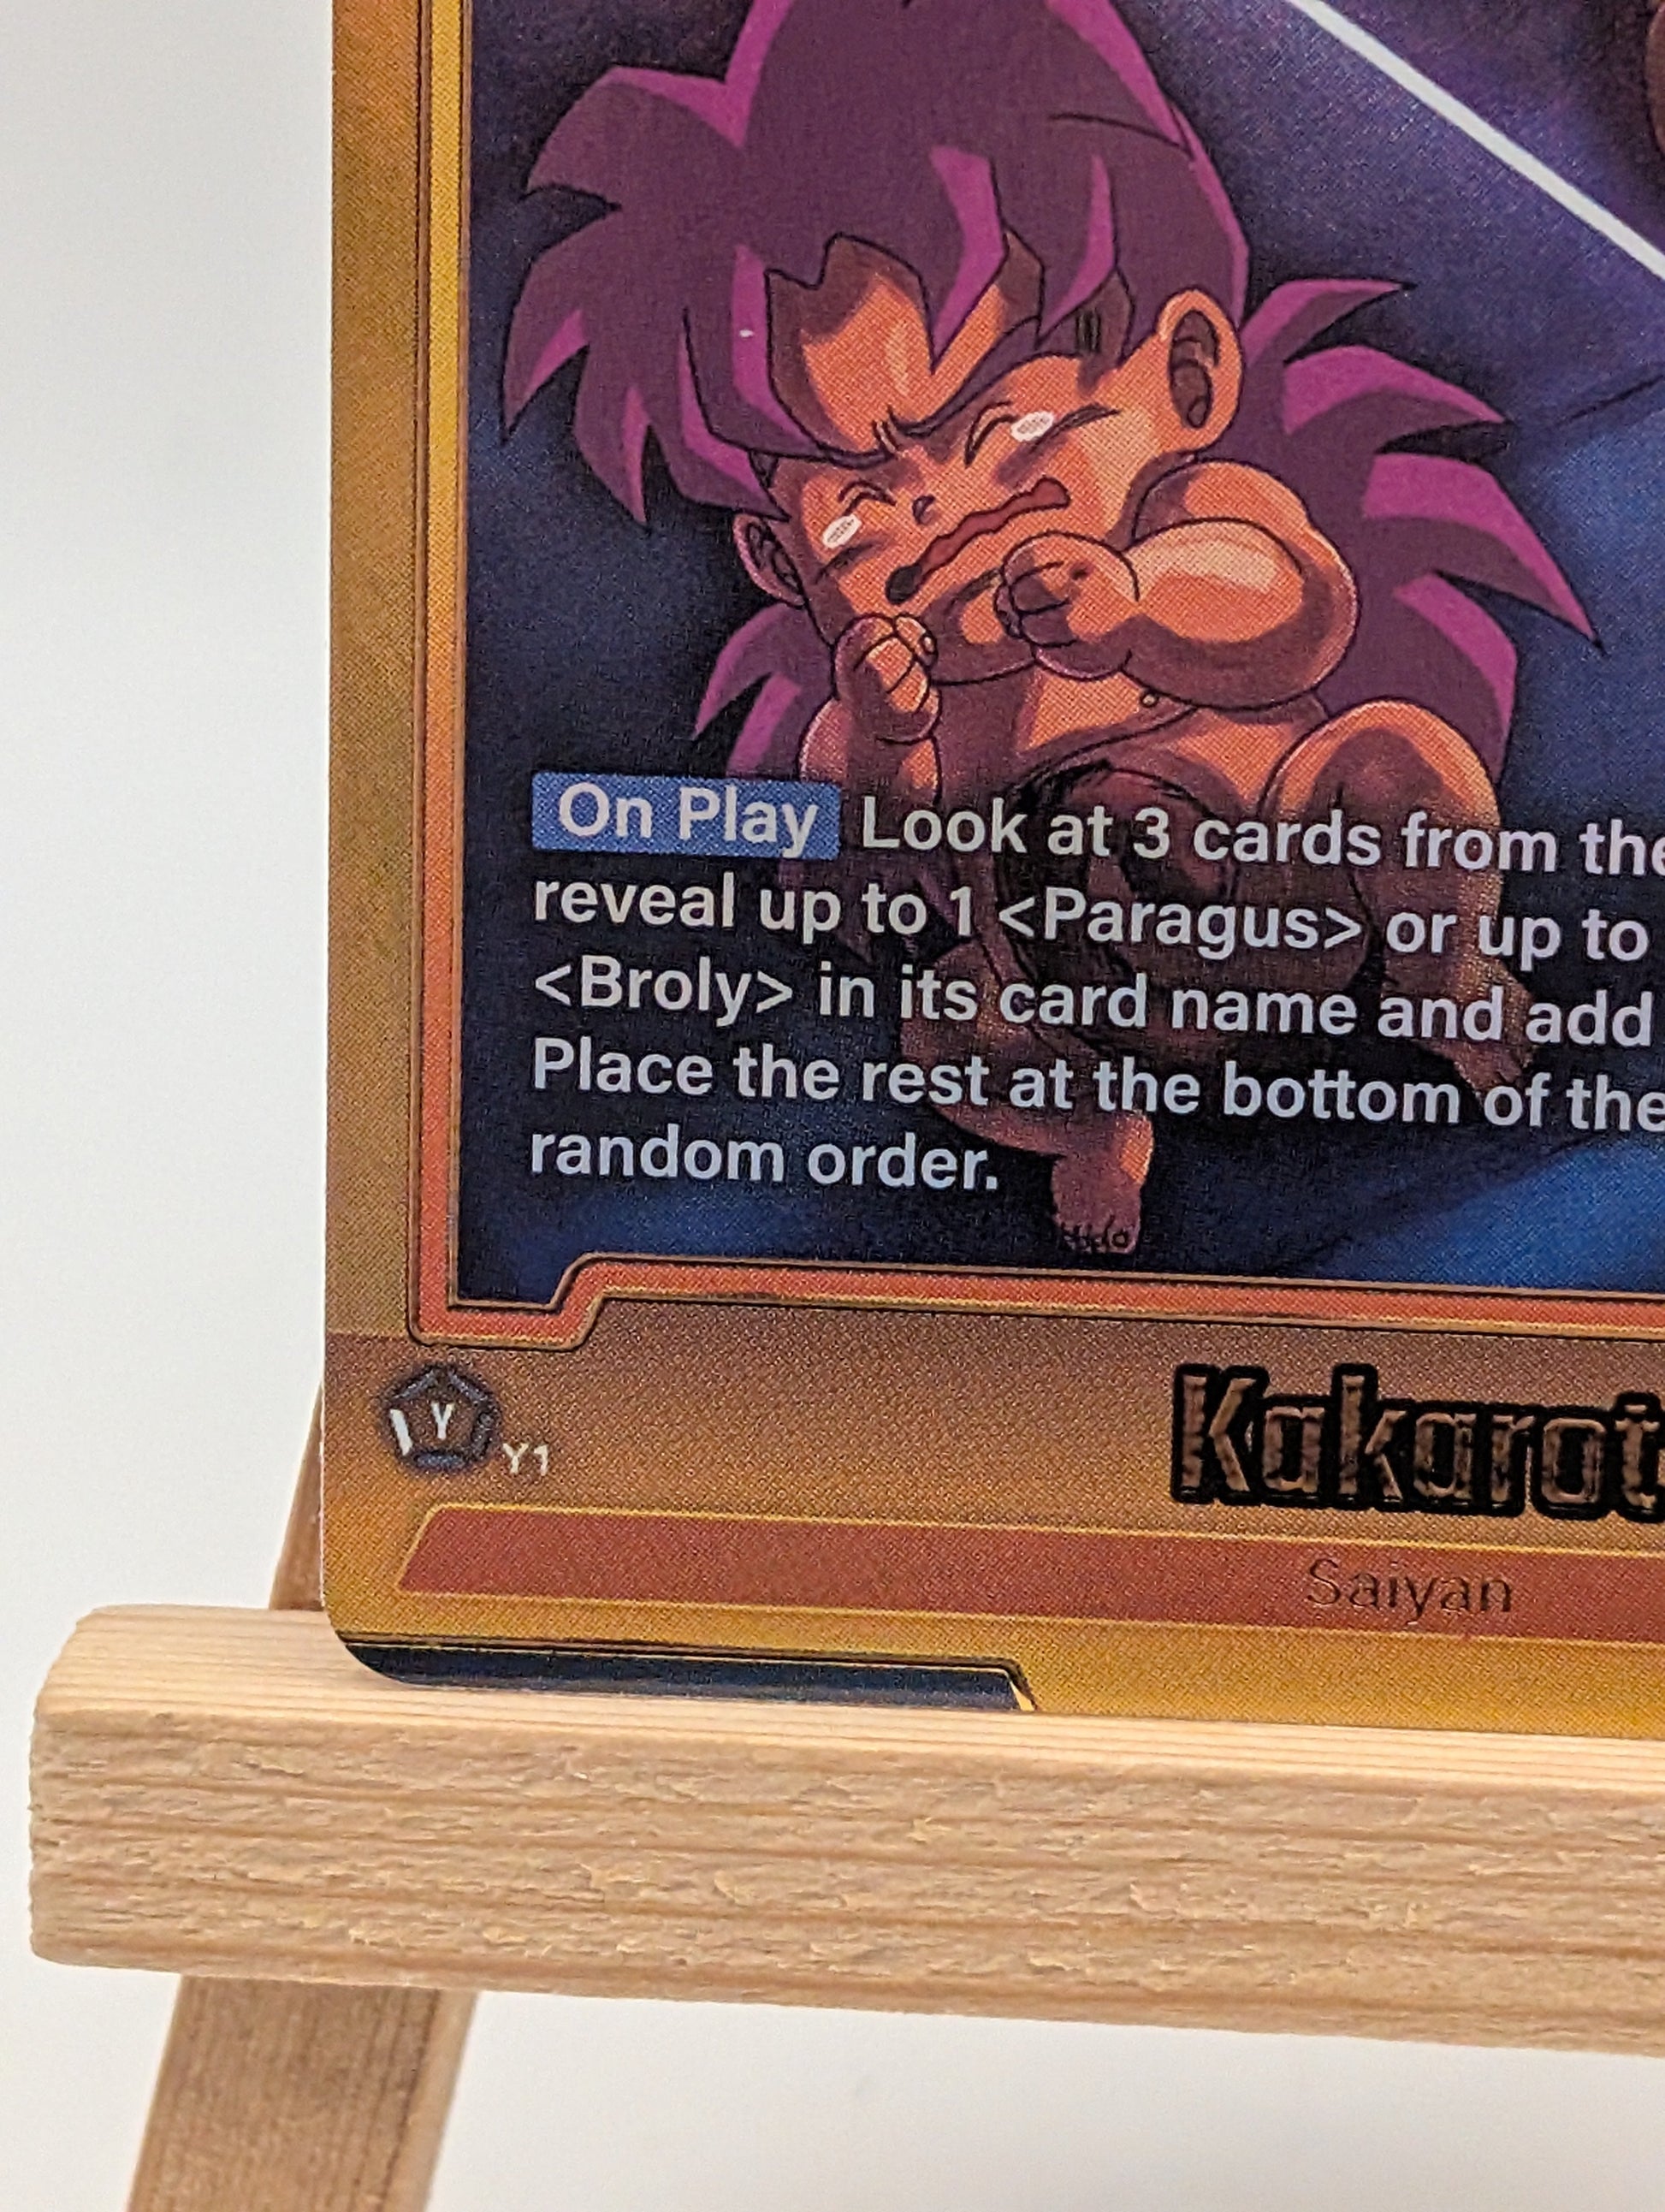 On Play Look at 3 cards from the
reveal up to 1 <Paragus> or up to
<Broly> in its card name and add
Place the rest at the bottom of the
random order.
Y
Y1
Kakarot
Saiyan